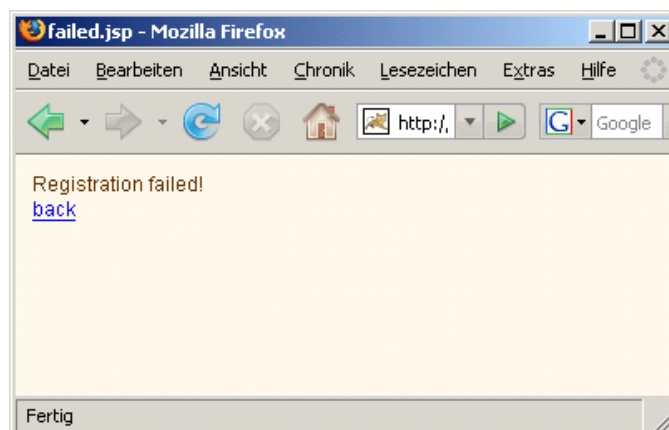 failed.jsp - Mozilla Firefox
Datei Bearbeiten Ansicht Chronik Lesezeichen Extras Hilfe
http:/, G Google
Registration failed!
back
Fertig